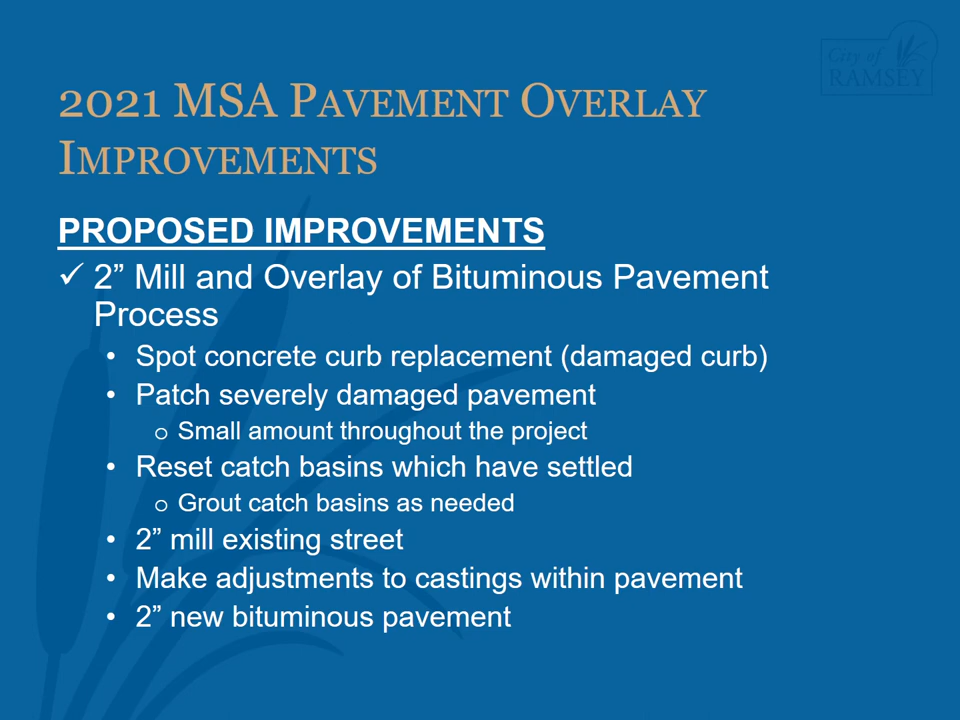 City of
RAMSEY
2021 MSA PAVEMENT OVERLAY
IMPROVEMENTS
PROPOSED IMPROVEMENTS
✓ 2” Mill and Overlay of Bituminous Pavement
Process
• Spot concrete curb replacement (damaged curb)
• Patch severely damaged pavement
o Small amount throughout the project
• Reset catch basins which have settled
o Grout catch basins as needed
• 2” mill existing street
• Make adjustments to castings within pavement
• 2” new bituminous pavement